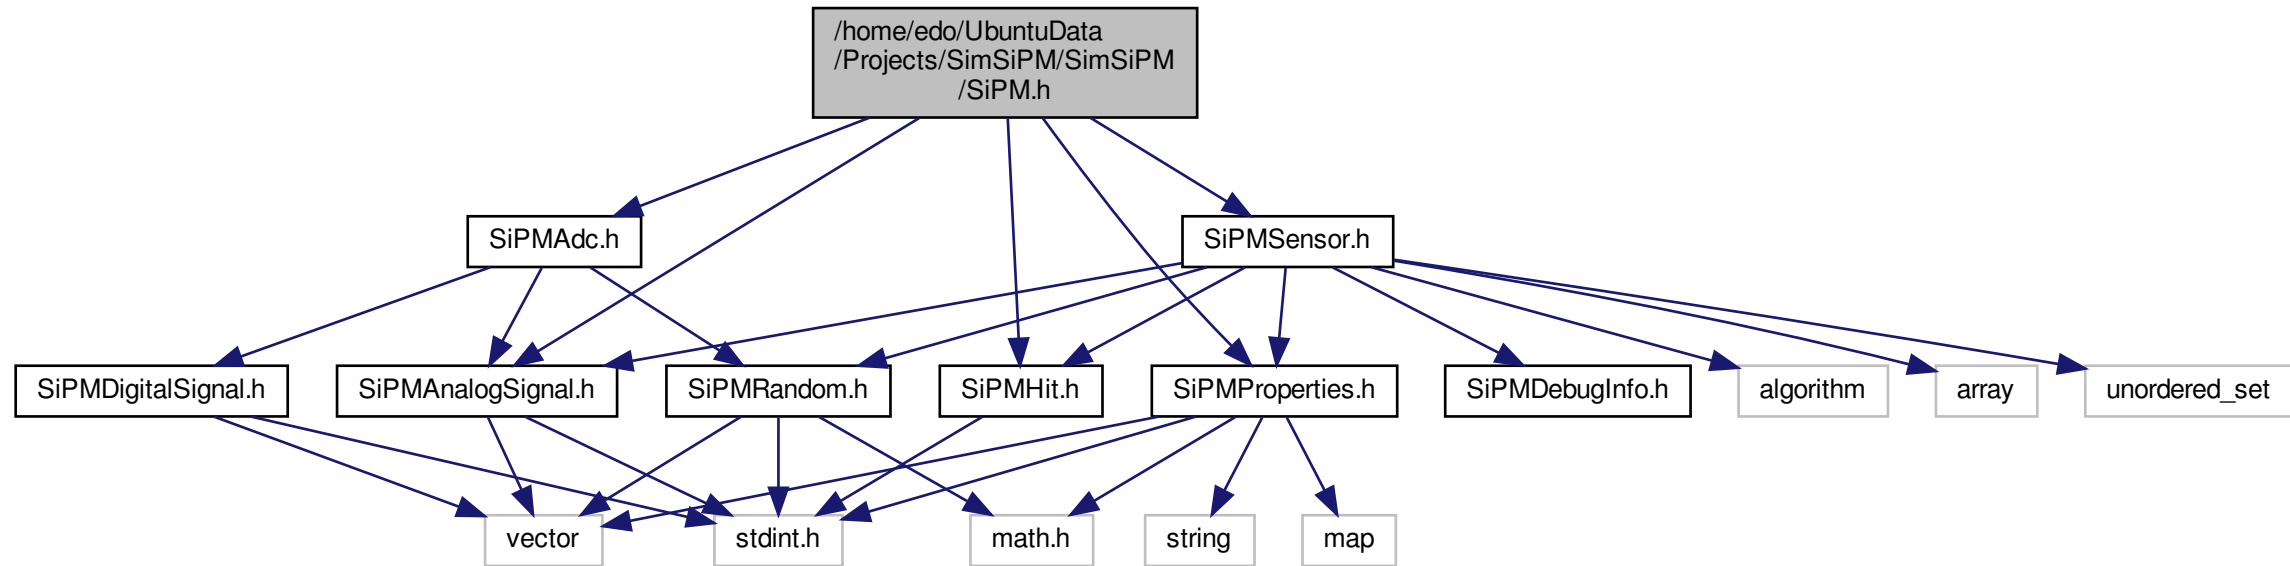 /home/edo/UbuntuData
/Projects/SimSiPM/SimSiPM
/SiPM.h
SiPMAdc.h
SiPMSensor.h
SiPMDigitalSignal.h
SiPMAnalogSignal.h
SiPMRandom.h
SiPMHit.h
SiPMProperties.h
SiPMDebugInfo.h
algorithm
array
unordered_set
vector
stdint.h
math.h
string
map